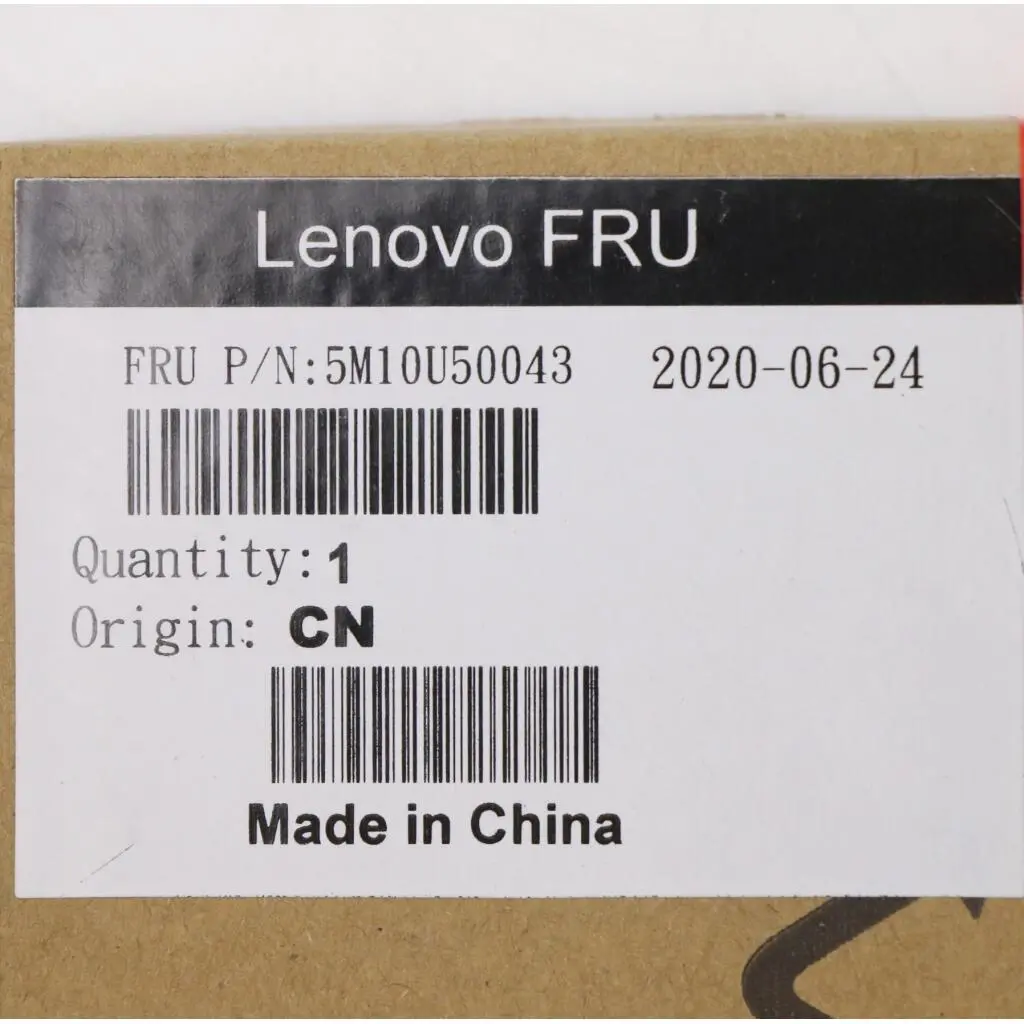 Lenovo FRU
FRU P/N:5M10U50043 2020-06-24
Quantity:1
Origin: CN
Made in China